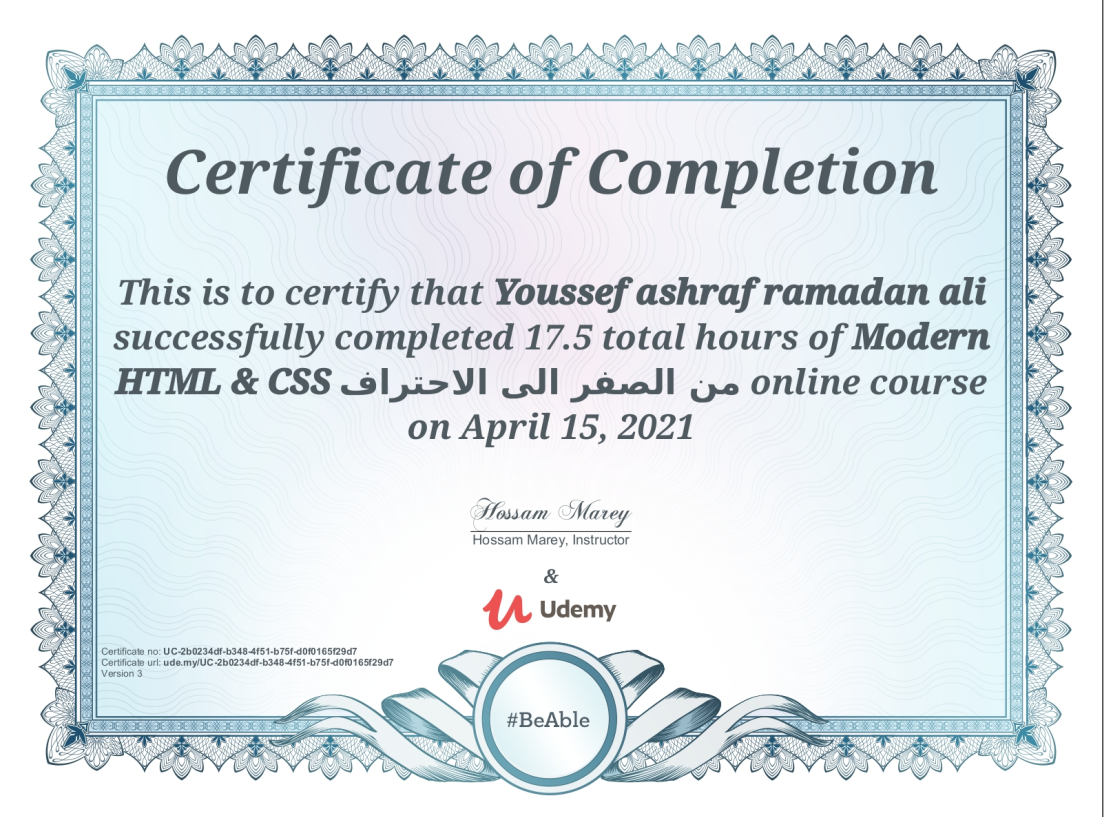 Certificate of Completion
This is to certify that Youssef ashraf ramadan ali
successfully completed 17.5 total hours of Modern
HTML & CSS من الصفر الى الاحتراف online course
on April 15, 2021
Hossam Marey
Hossam Marey, Instructor
&
Udemy
Certificate no: UC-2b0234df-b348-4f51-b75f-d0f0165f29d7
Certificate url: ude.my/UC-2b0234df-b348-4f51-b75f-d0f0165f29d7
Version 3
#BeAble